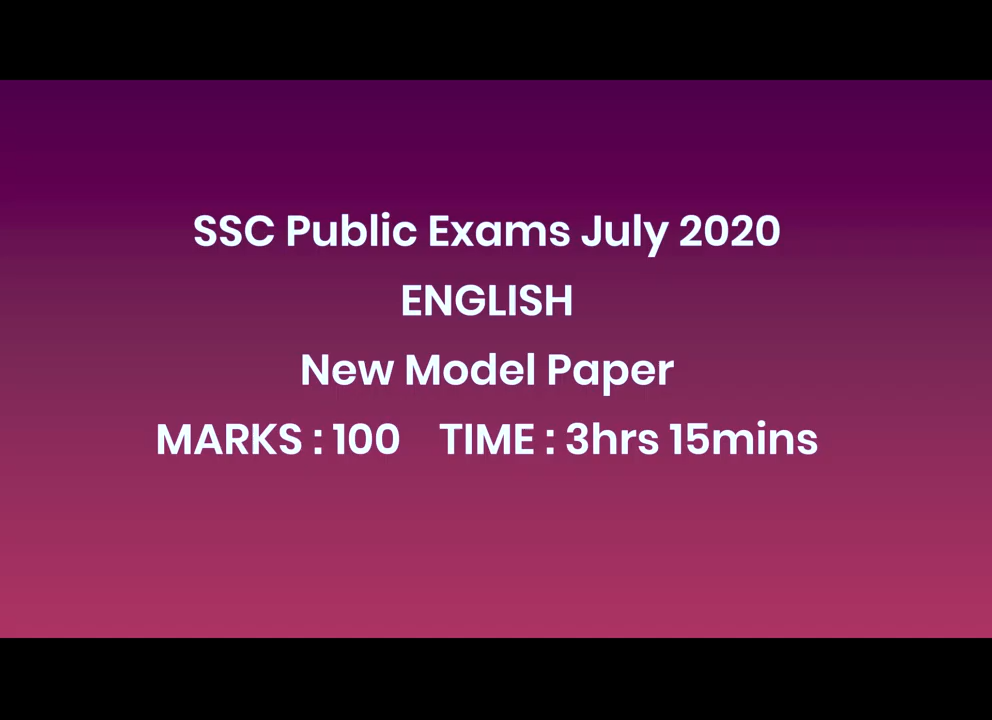 SSC Public Exams July 2020
ENGLISH
New Model Paper
MARKS : 100 TIME : 3hrs 15mins